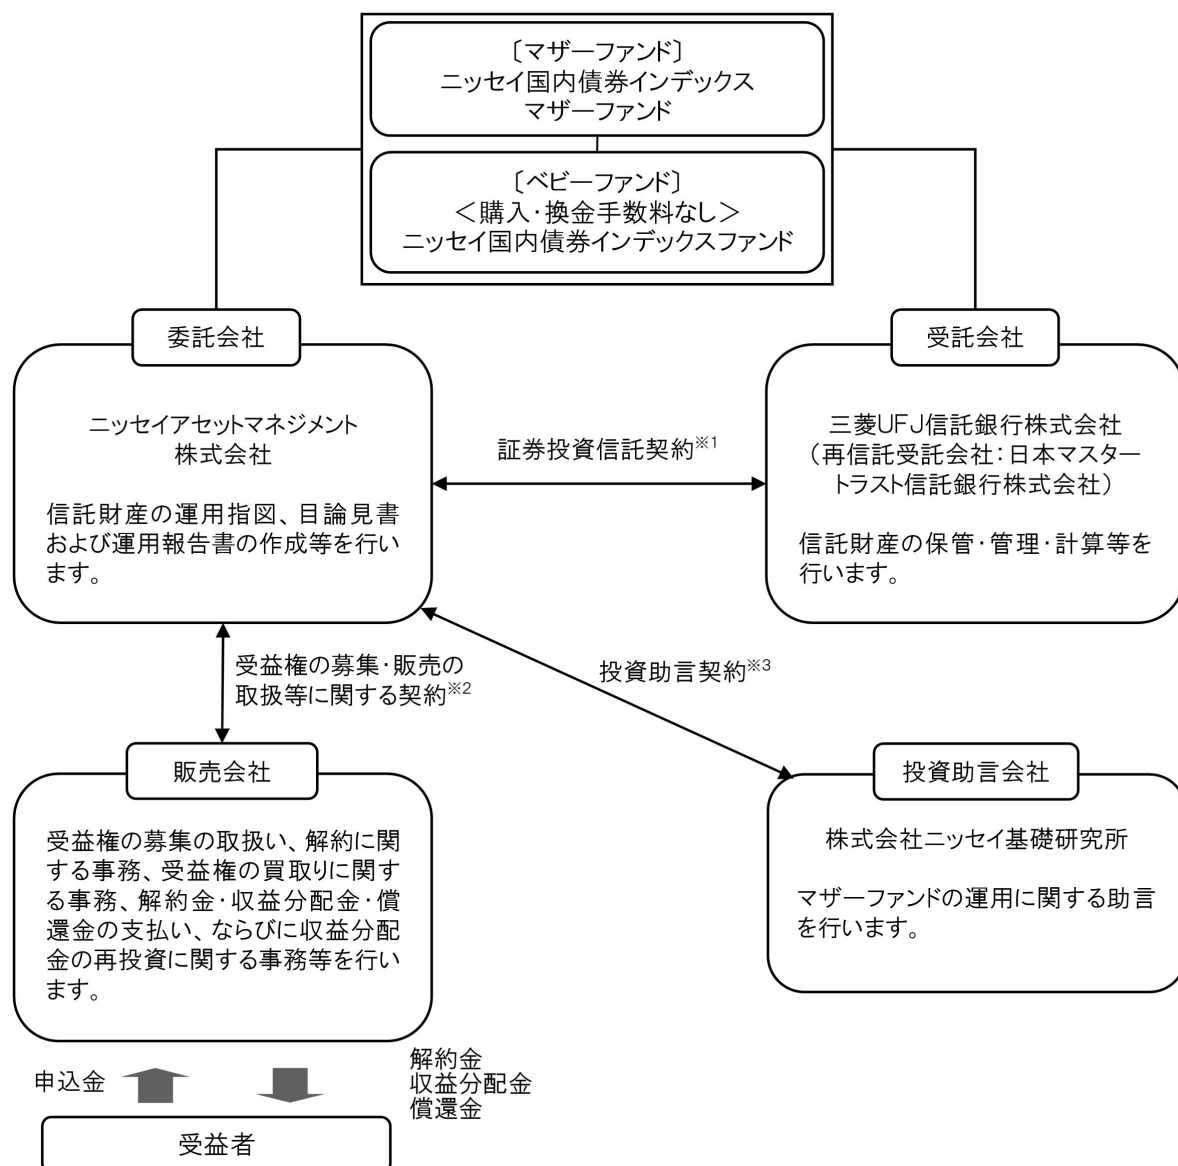 〔マザーファンド〕
ニッセイ国内債券インデックス
マザーファンド
〔ベビーファンド〕
＜購入・換金手数料なし＞
ニッセイ国内債券インデックスファンド
委託会社
ニッセイアセットマネジメント
株式会社
信託財産の運用指図、目論見書
および運用報告書の作成等を行い
ます。
証券投資信託契約※1
受託会社
三菱UFJ信託銀行株式会社
（再信託受託会社：日本マスター
トラスト信託銀行株式会社）
信託財産の保管・管理・計算等を
行います。
受益権の募集・販売の
取扱等に関する契約※2
投資助言契約※3
販売会社
受益権の募集の取扱い、解約に関
する事務、受益権の買取りに関す
る事務、解約金・収益分配金・償
還金の支払い、ならびに収益分配
金の再投資に関する事務等を行い
ます。
投資助言会社
株式会社ニッセイ基礎研究所
マザーファンドの運用に関する助言
を行います。
申込金
解約金
収益分配金
償還金
受益者